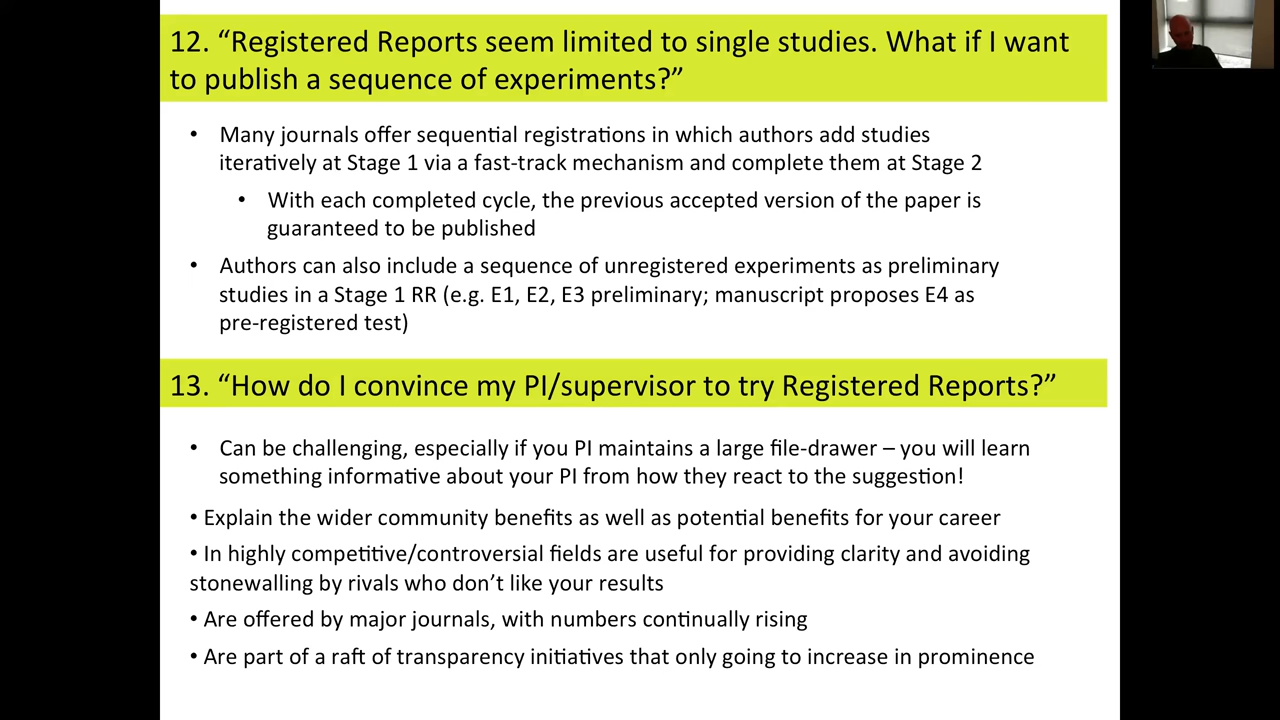 12. “Registered Reports seem limited to single studies. What if I want
to publish a sequence of experiments?”
• Many journals offer sequential registrations in which authors add studies
iteratively at Stage 1 via a fast-track mechanism and complete them at Stage 2
• With each completed cycle, the previous accepted version of the paper is
guaranteed to be published
• Authors can also include a sequence of unregistered experiments as preliminary
studies in a Stage 1 RR (e.g. E1, E2, E3 preliminary; manuscript proposes E4 as
pre-registered test)
13. “How do I convince my PI/supervisor to try Registered Reports?”
• Can be challenging, especially if you PI maintains a large file-drawer – you will learn
something informative about your PI from how they react to the suggestion!
• Explain the wider community benefits as well as potential benefits for your career
• In highly competitive/controversial fields are useful for providing clarity and avoiding
stonewalling by rivals who don’t like your results
• Are offered by major journals, with numbers continually rising
• Are part of a raft of transparency initiatives that only going to increase in prominence